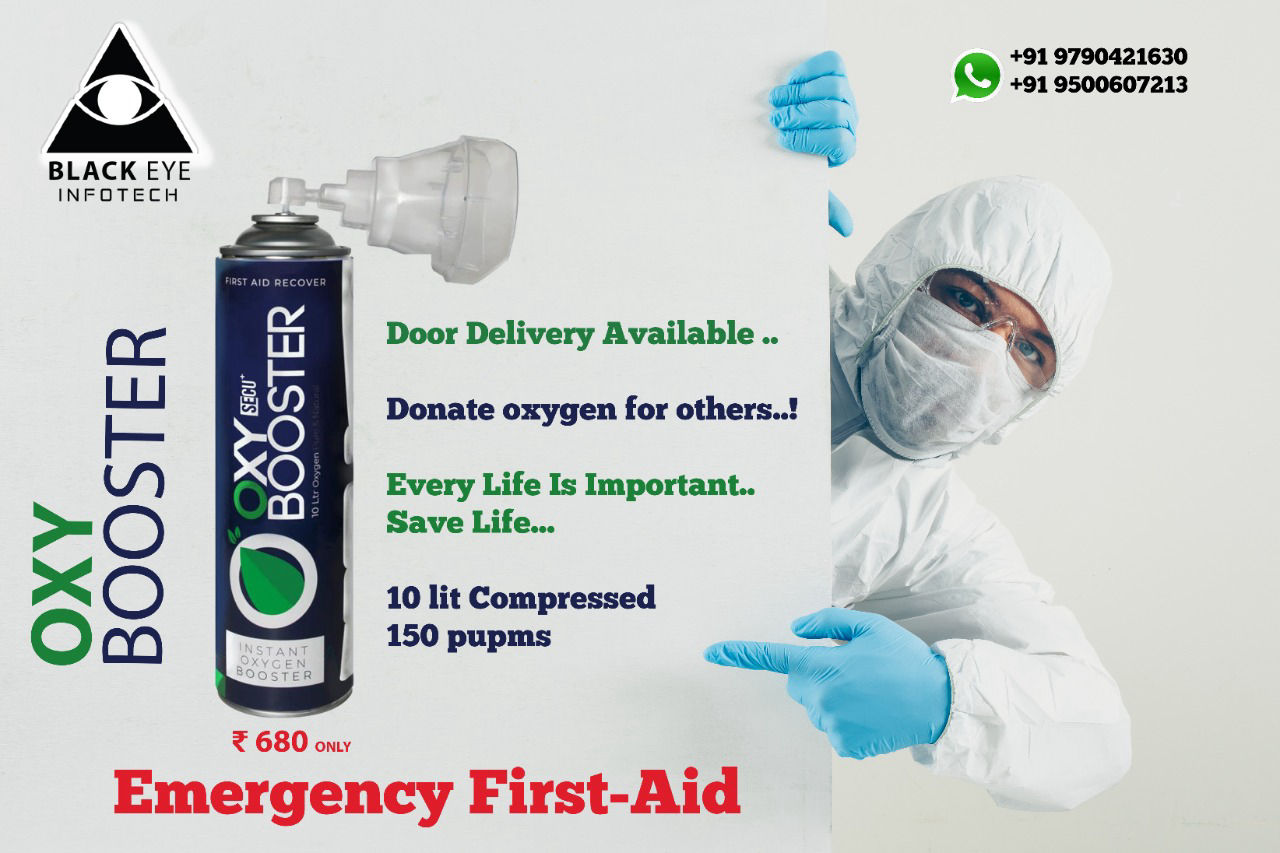 BLACK EYE
INFOTECH
+91 9790421630
+91 9500607213
OXY
BOOSTER
FIRST AID RECOVER
OXY SECU+
BOOSTER
10 Ltr Oxygen Pure & Natural
INSTANT
OXYGEN
BOOSTER
Door Delivery Available ..
Donate oxygen for others..!
Every Life Is Important..
Save Life...
10 lit Compressed
150 pupms
₹ 680 ONLY
Emergency First-Aid